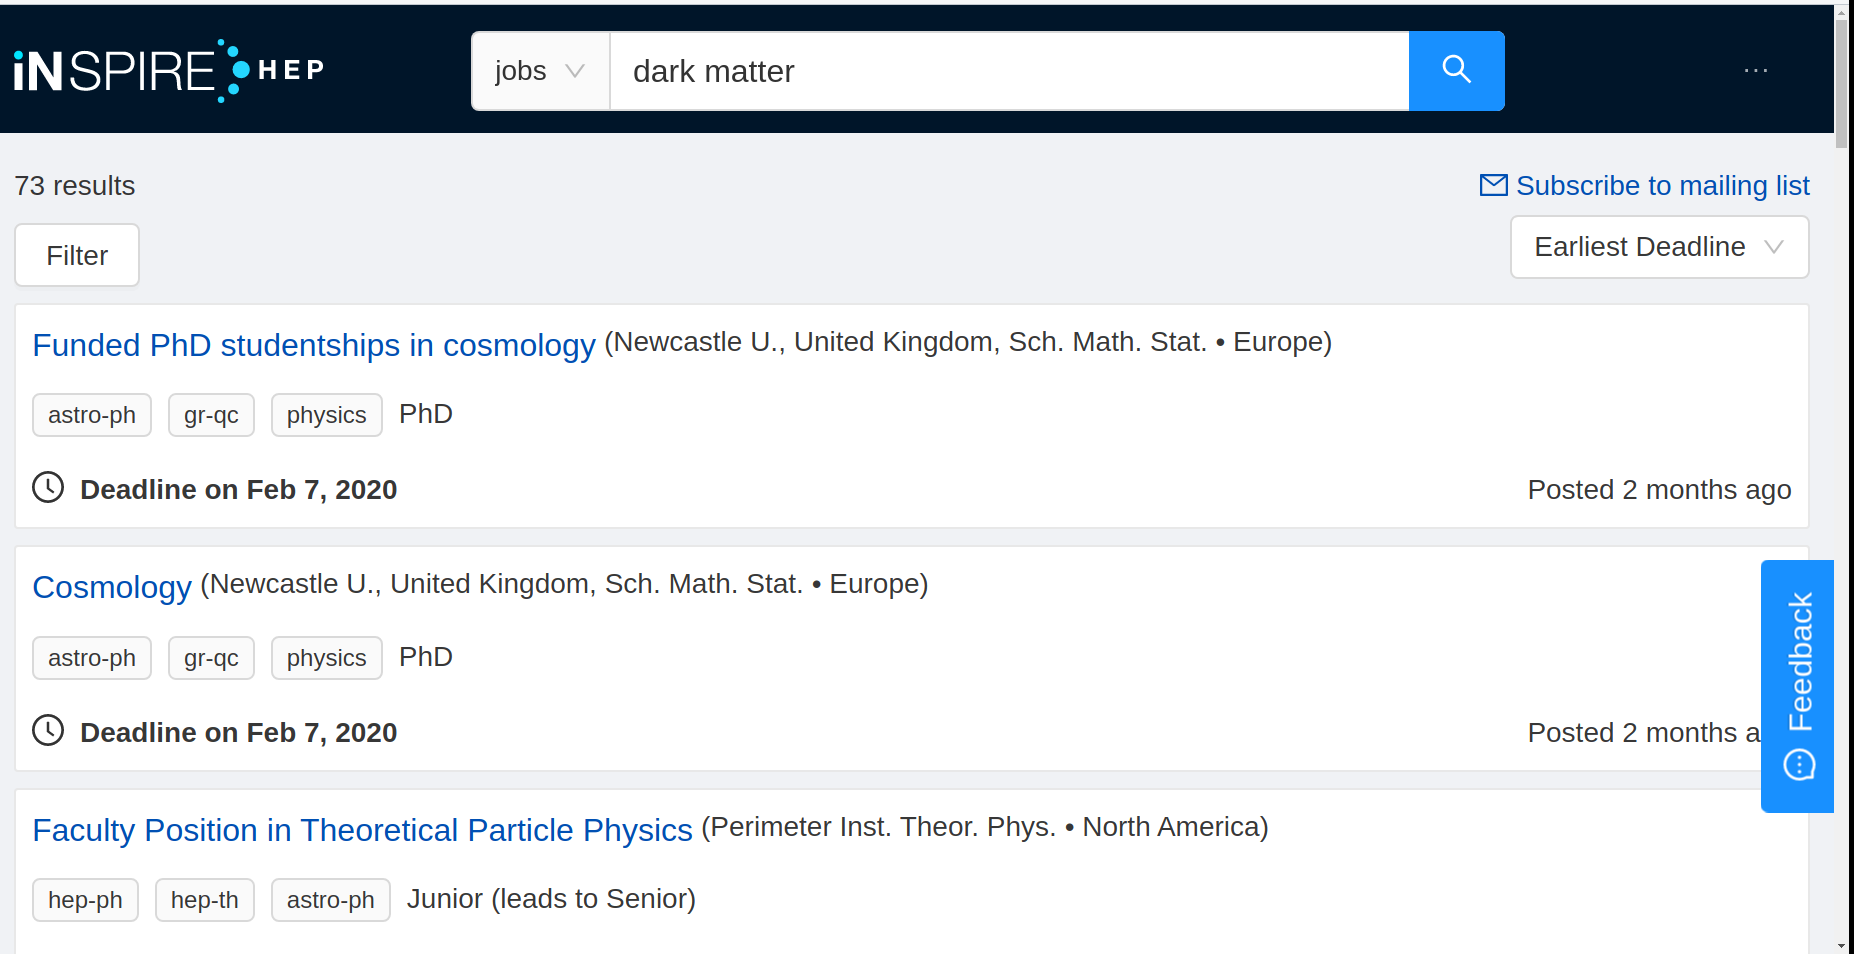 iNSPIRE HEP
jobs
dark matter
...
73 results
Subscribe to mailing list
Filter
Earliest Deadline
Funded PhD studentships in cosmology (Newcastle U., United Kingdom, Sch. Math. Stat. • Europe)
astro-ph gr-qc physics PhD
Deadline on Feb 7, 2020
Posted 2 months ago
Cosmology (Newcastle U., United Kingdom, Sch. Math. Stat. • Europe)
astro-ph gr-qc physics PhD
Deadline on Feb 7, 2020
Posted 2 months a
Feedback
Faculty Position in Theoretical Particle Physics (Perimeter Inst. Theor. Phys. • North America)
hep-ph hep-th astro-ph Junior (leads to Senior)